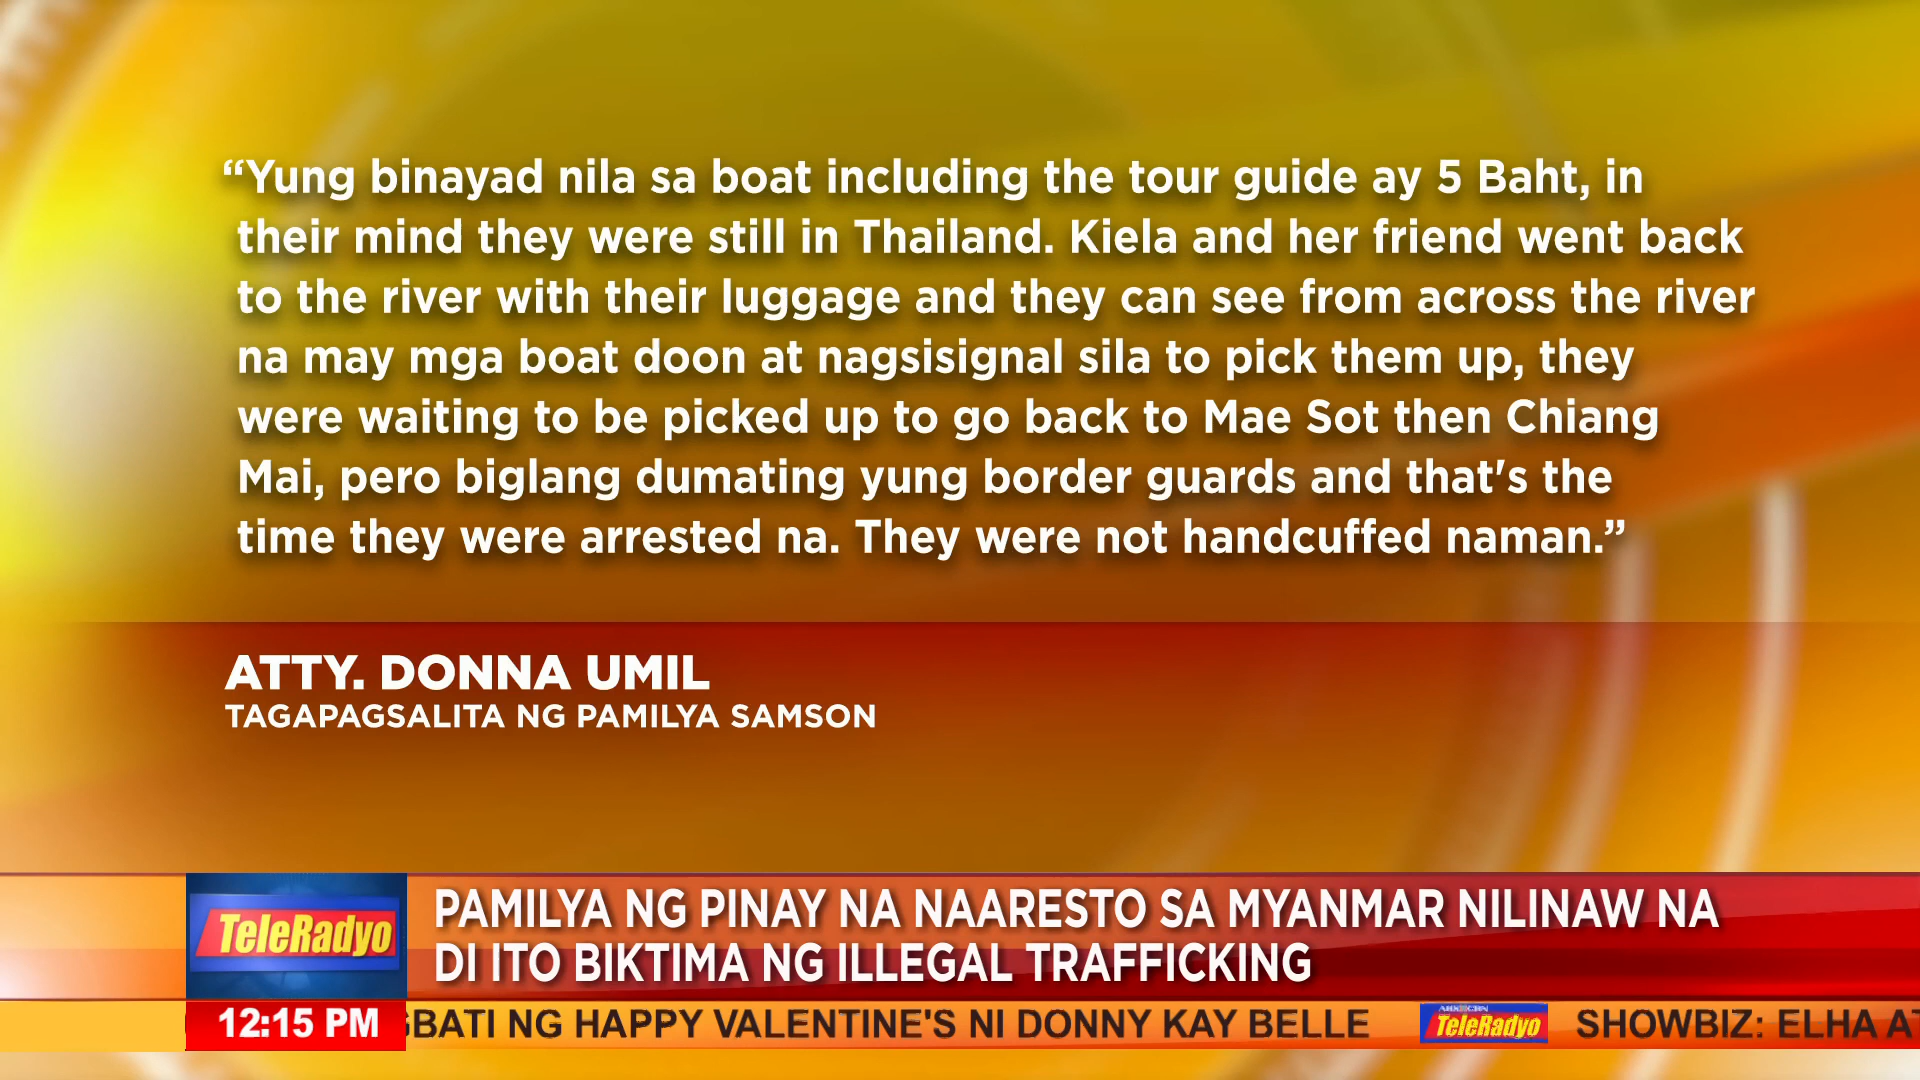 “Yung binayad nila sa boat including the tour guide ay 5 Baht, in
their mind they were still in Thailand. Kiela and her friend went back
to the river with their luggage and they can see from across the river
na may mga boat doon at nagsisignal sila to pick them up, they
were waiting to be picked up to go back to Mae Sot then Chiang
Mai, pero biglang dumating yung border guards and that's the
time they were arrested na. They were not handcuffed naman.”
ATTY. DONNA UMIL
TAGAPAGSALITA NG PAMILYA SAMSON
TeleRadyo
PAMILYA NG PINAY NA NAARESTO SA MYANMAR NILINAW NA
DI ITO BIKTIMA NG ILLEGAL TRAFFICKING
12:15 PM
GBATI NG HAPPY VALENTINE'S NI DONNY KAY BELLE
ABS-CBN
TeleRadyo
SHOWBIZ: ELHA AT